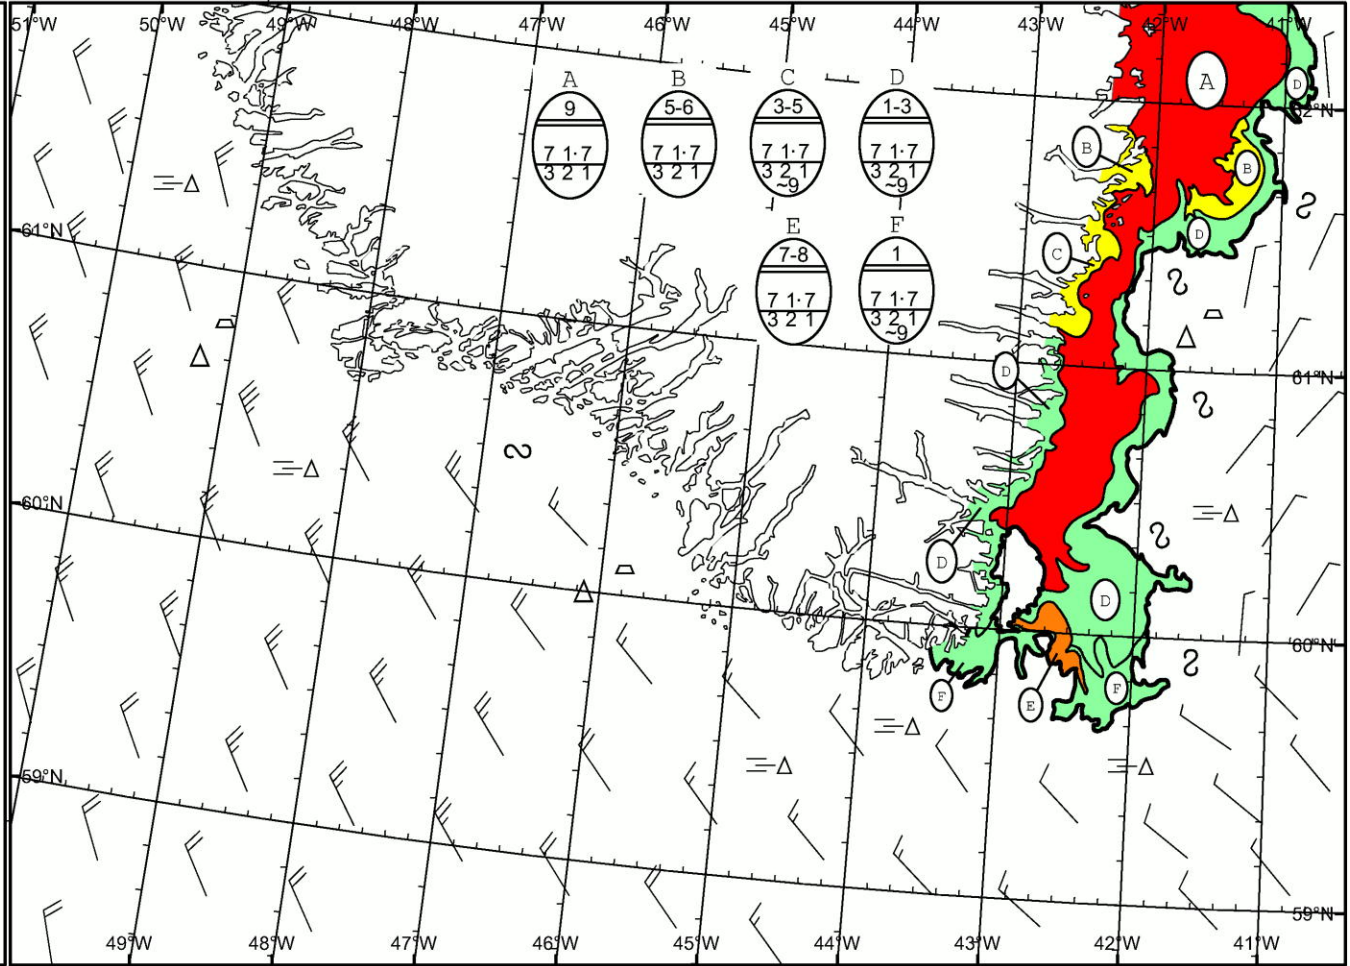 51°W 50°W 49°W 48°W 47°W 46°W 45°W 44°W 43°W 42°W 41°W
A B C D
9 5-6 3-5 1-3
7 1·7 7 1·7 7 1·7 7 1·7
3 2 1 3 2 1 3 2 1 3 2 1
~9 ~9
A
D
2°N
B
B
E F
61°N
D
7-8 1
C
7 1·7 7 1·7
3 2 1 3 2 1
~9
D
61°N
60°N
D
D
60°N
F
E
F
59°N
59°N
49°W 48°W 47°W 46°W 45°W 44°W 43°W 42°W 41°W